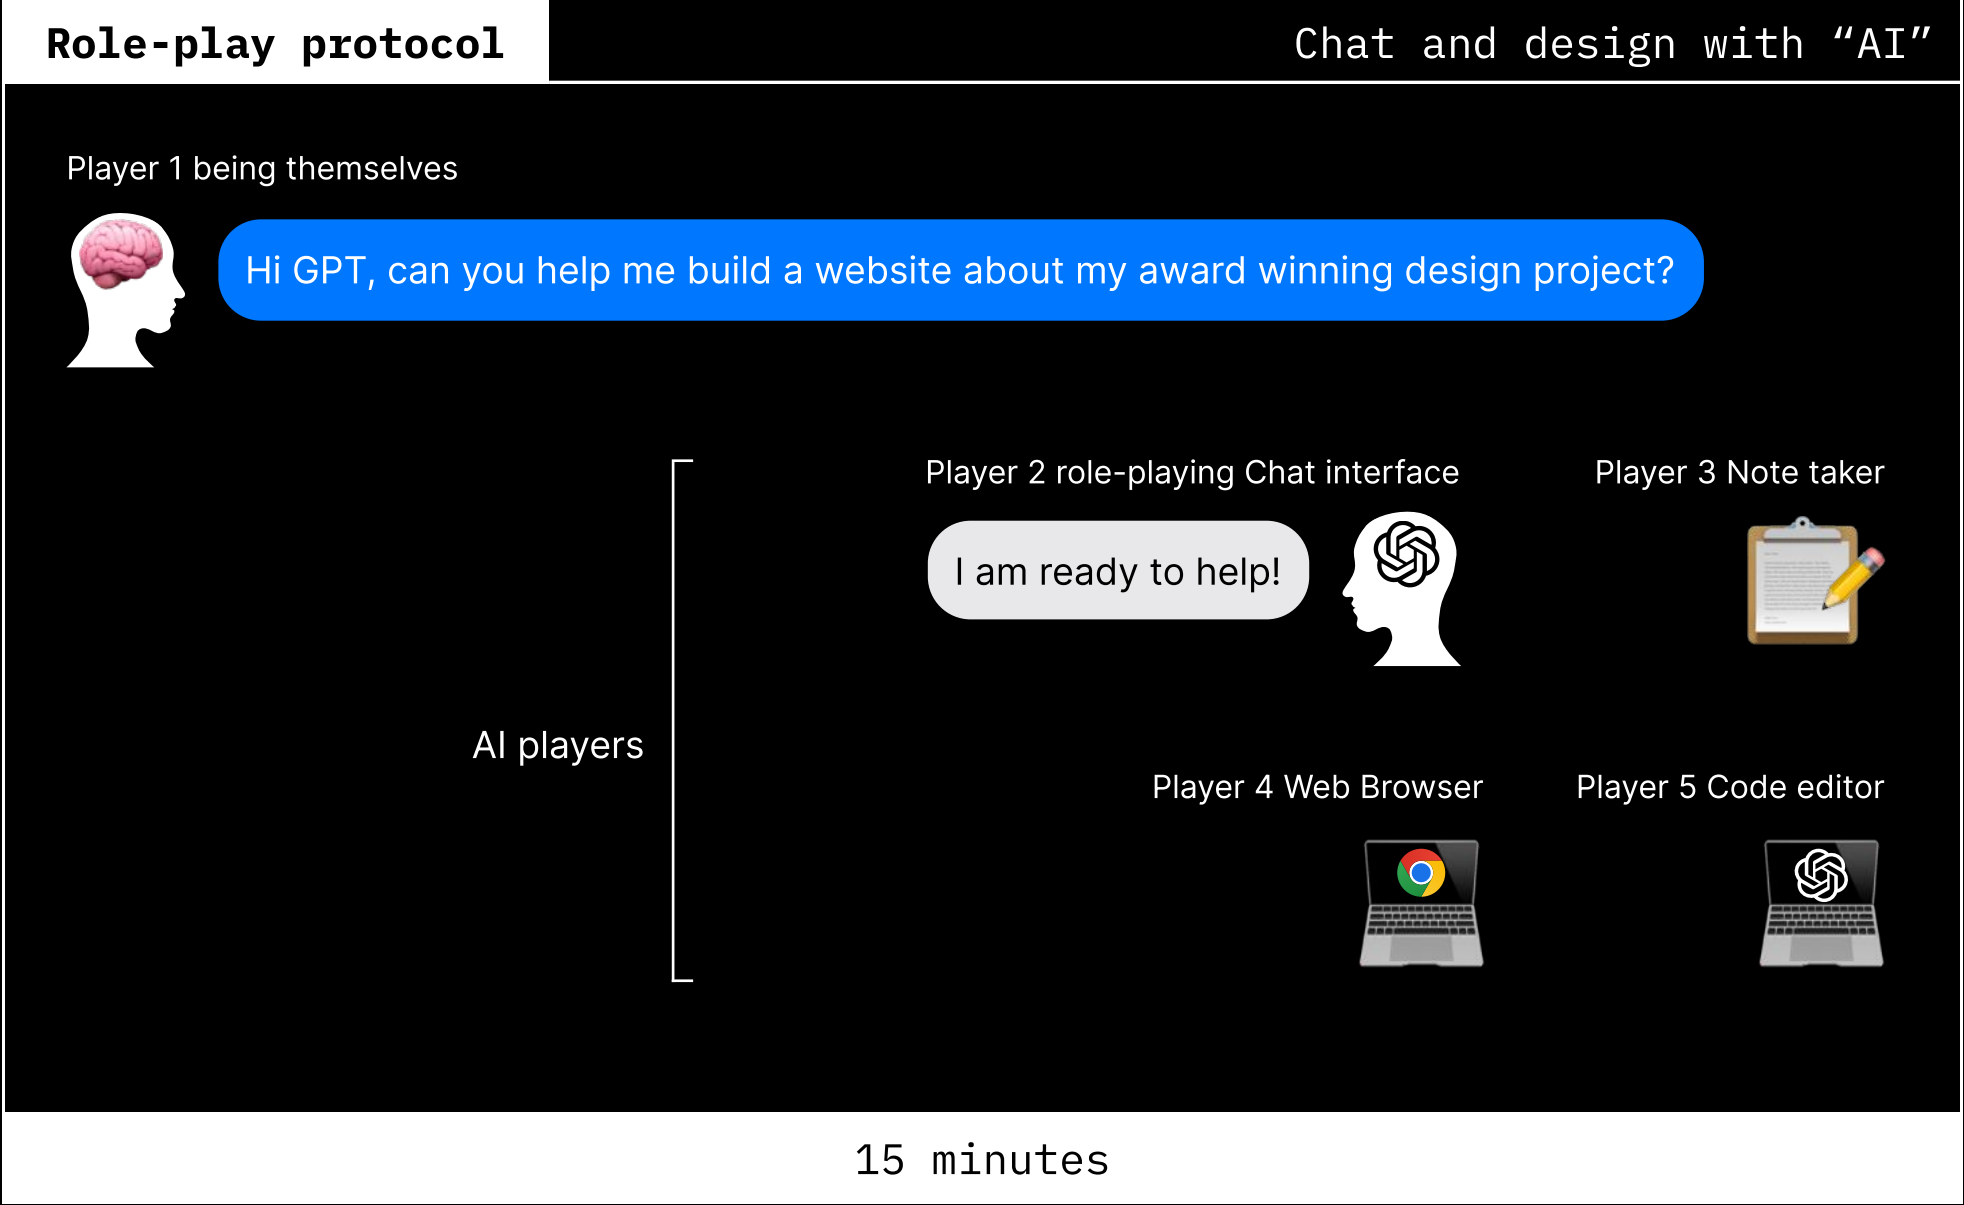 Role-play protocol
Chat and design with “AI”
Player 1 being themselves
Hi GPT, can you help me build a website about my award winning design project?
Player 2 role-playing Chat interface
Player 3 Note taker
I am ready to help!
AI players
Player 4 Web Browser
Player 5 Code editor
15 minutes